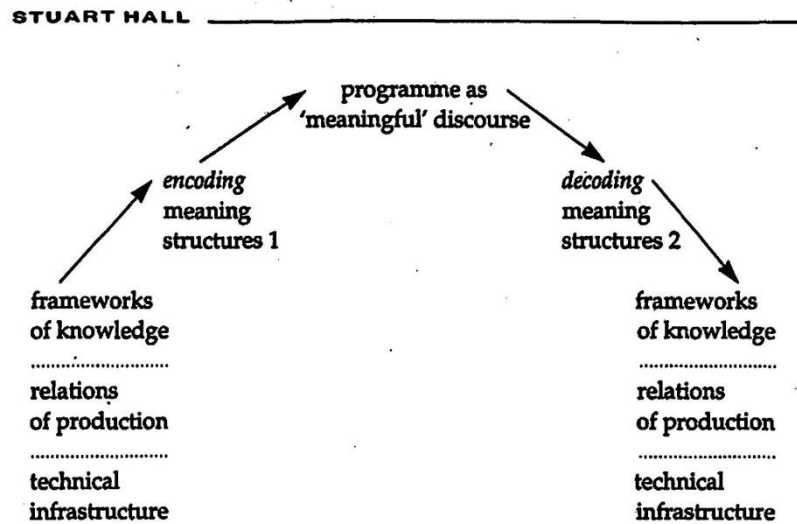 STUART HALL
programme as
'meaningful' discourse
encoding
meaning
structures 1
decoding
meaning
structures 2
frameworks
of knowledge
relations
of production
technical
infrastructure
frameworks
of knowledge
relations
of production
technical
infrastructure